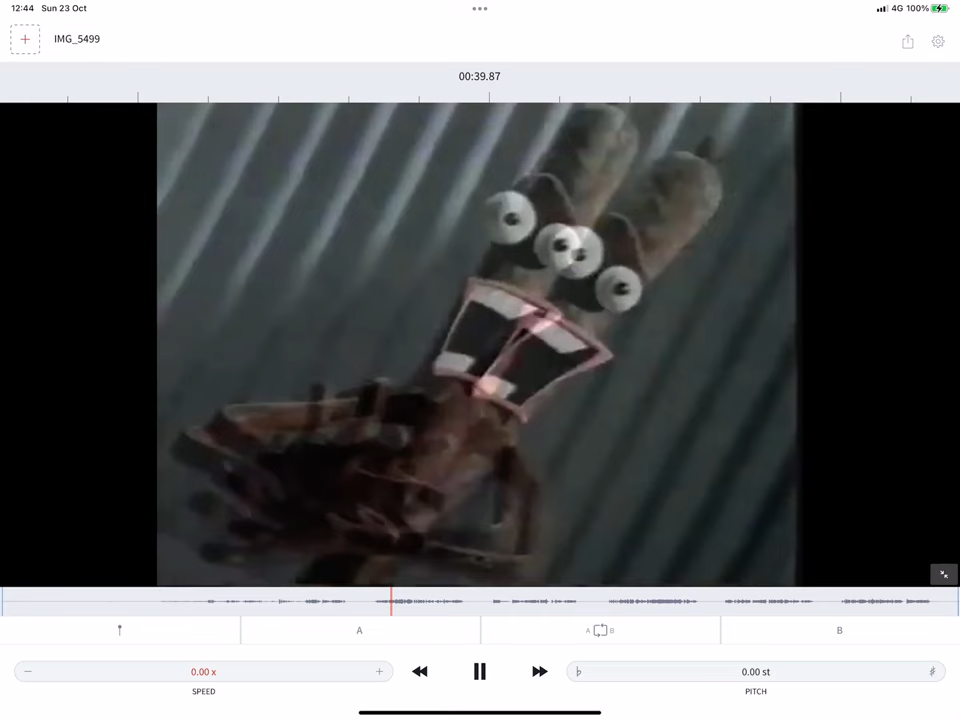 12:44 Sun 23 Oct
4G 100%
IMG_5499
00:39.87
A
A B
B
− 0.00 x +
♭ 0.00 st ♯
SPEED
PITCH